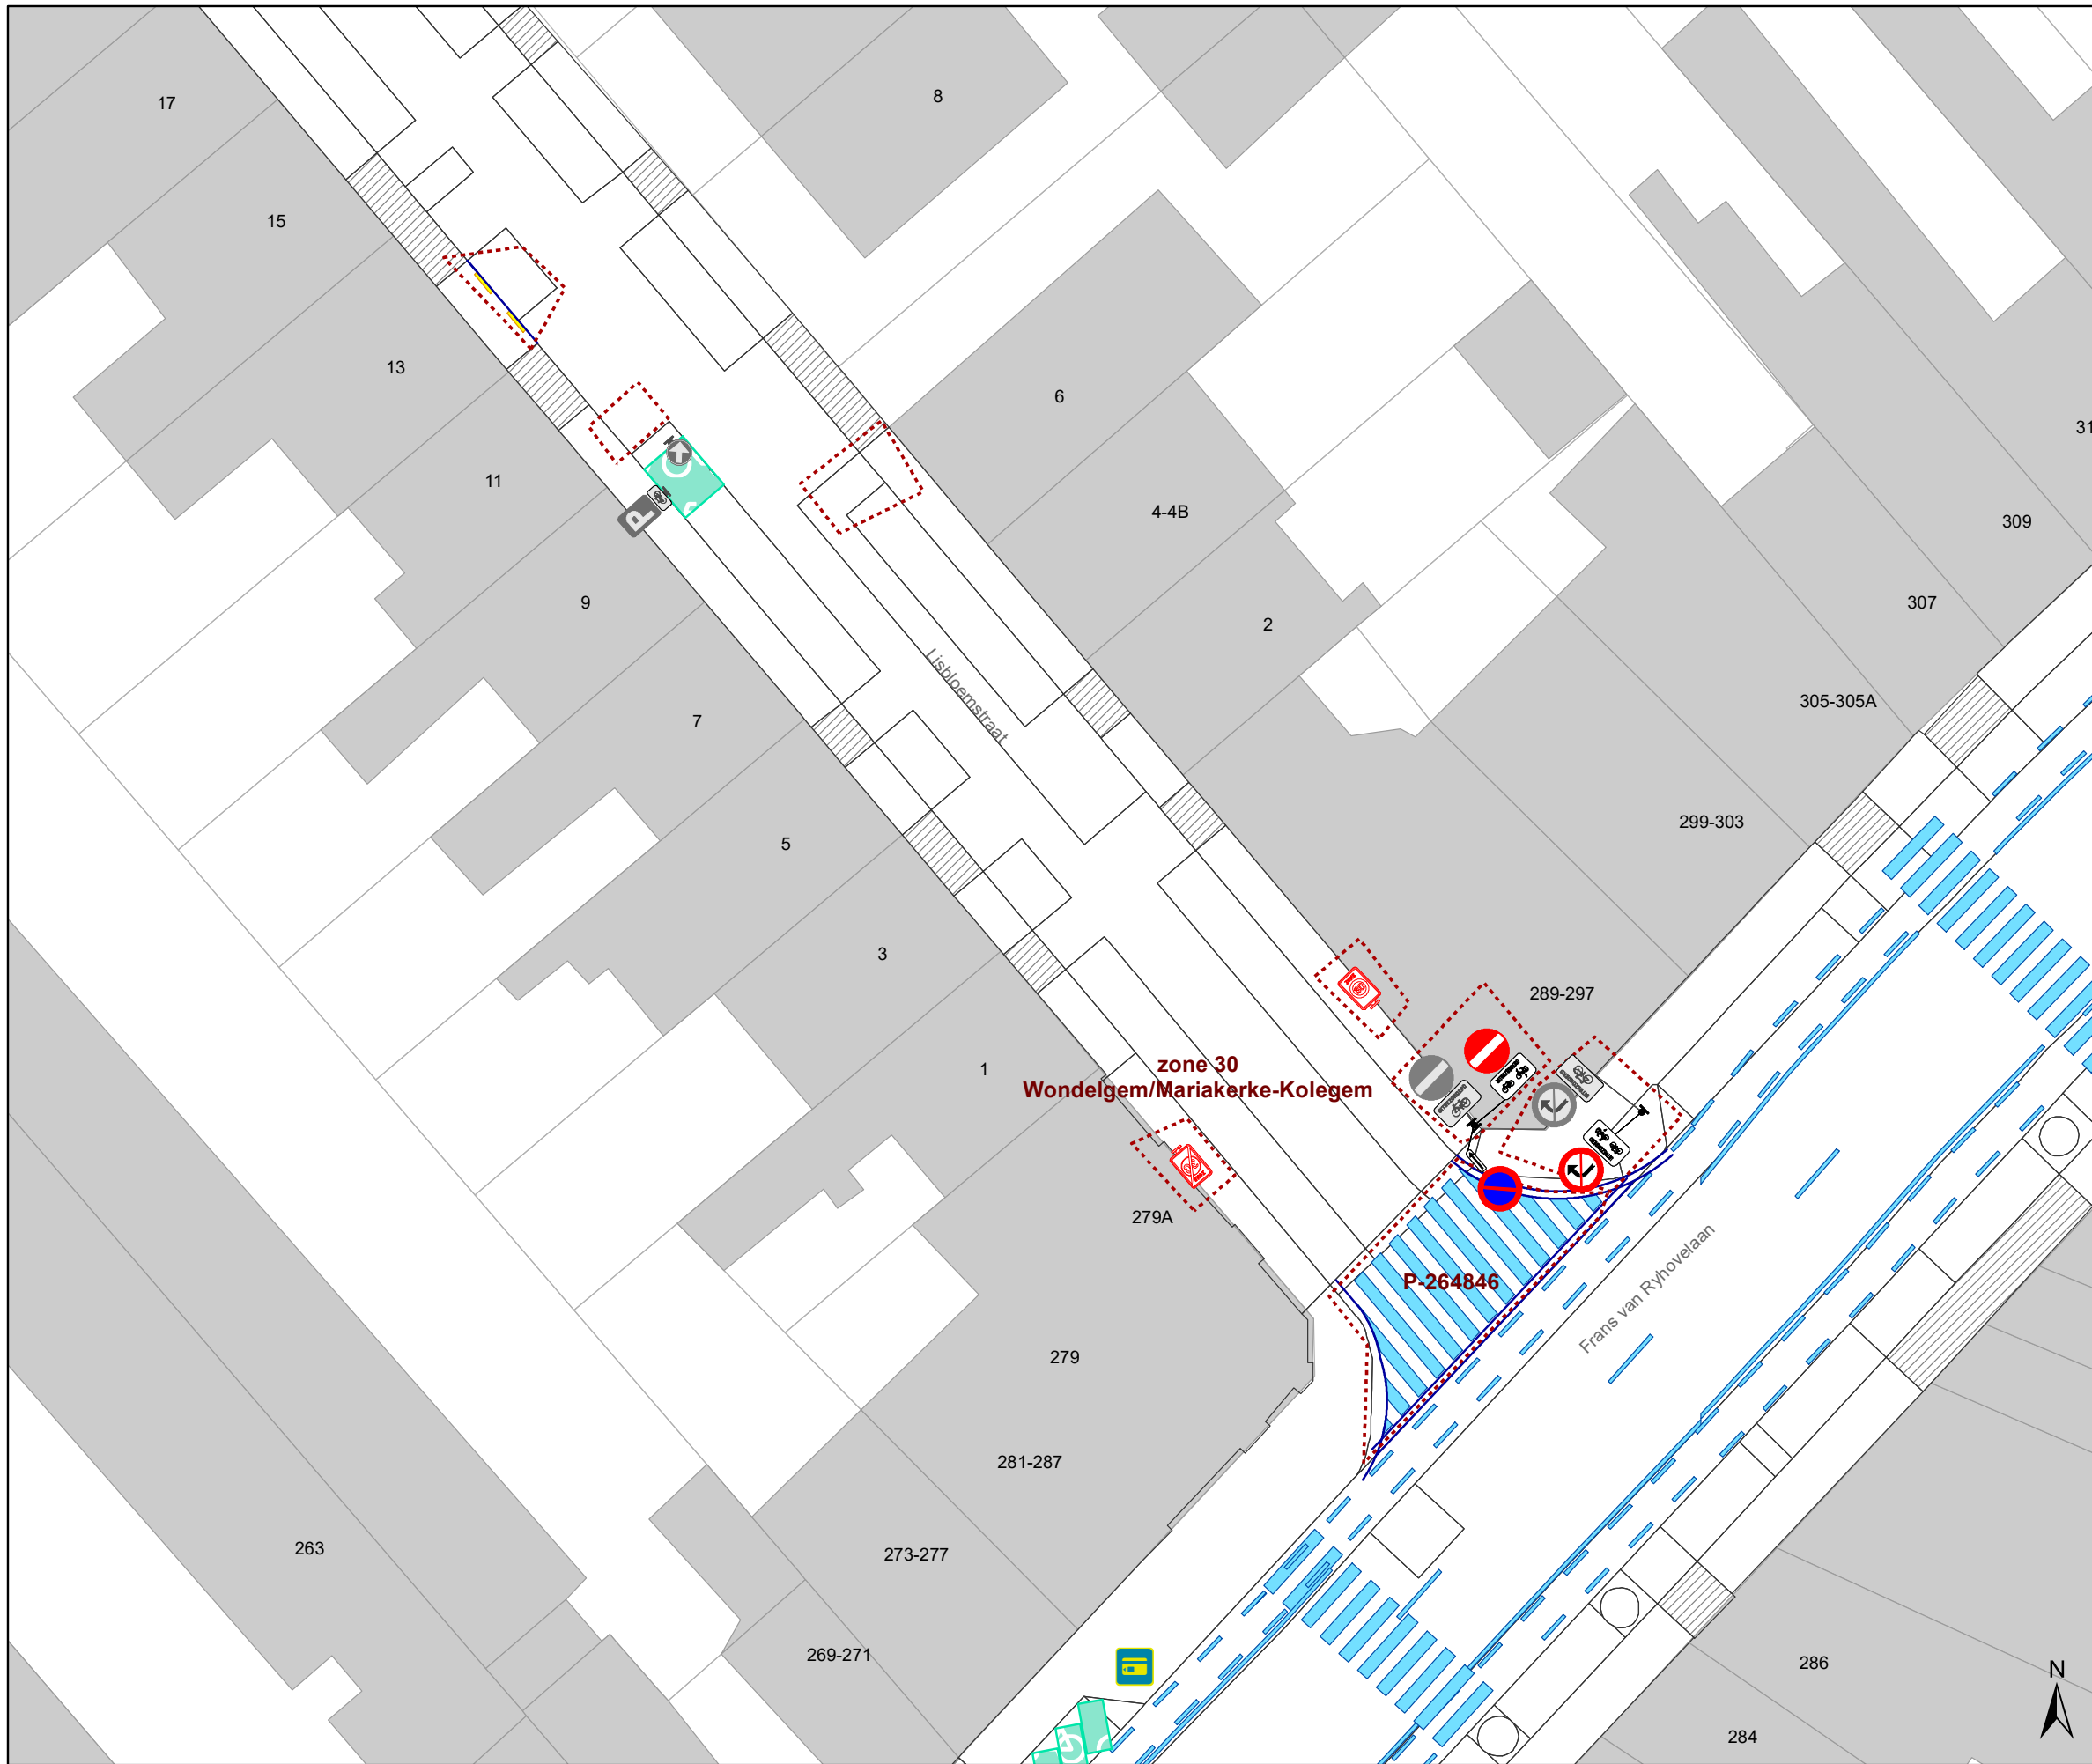 17
8
15
13
6
31
11
4-4B
309
9
2
307
Lisbloemstraat
305-305A
7
299-303
5
3
289-297
1
zone 30
Wondelgem/Mariakerke-Kolegem
279A
P-264846
Frans van Ryhovelaan
279
281-287
263
273-277
269-271
286
N
284
P